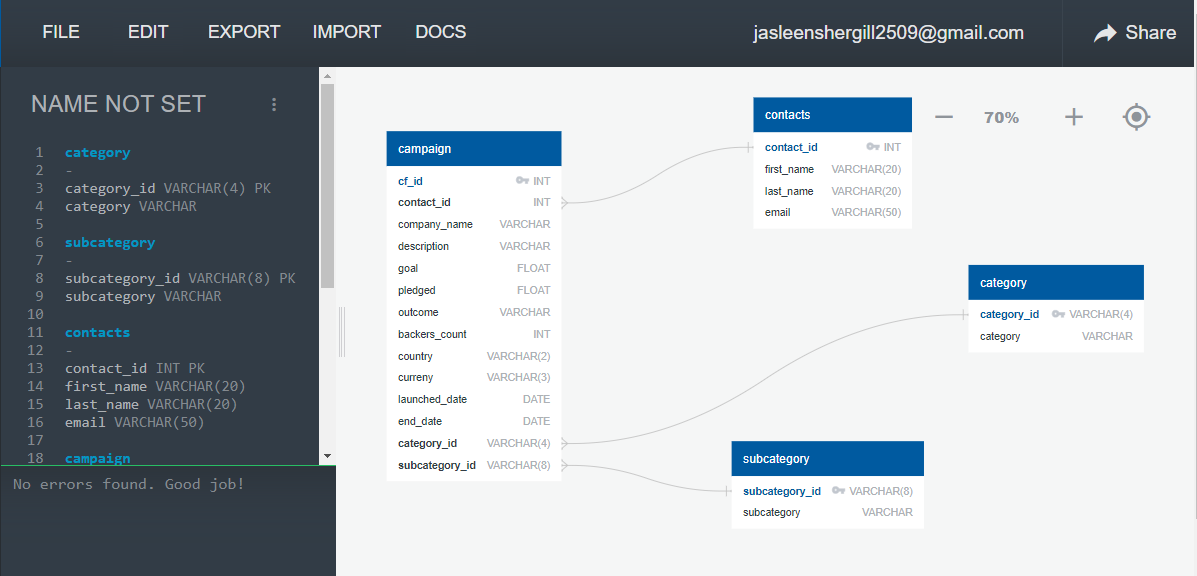 FILE EDIT EXPORT IMPORT DOCS jasleenshergill2509@gmail.com Share
NAME NOT SET
1 category
2 -
3 category_id VARCHAR(4) PK
4 category VARCHAR
5
6 subcategory
7 -
8 subcategory_id VARCHAR(8) PK
9 subcategory VARCHAR
10
11 contacts
12 -
13 contact_id INT PK
14 first_name VARCHAR(20)
15 last_name VARCHAR(20)
16 email VARCHAR(50)
17
18 campaign
No errors found. Good job!
campaign
cf_id INT
contact_id INT
company_name VARCHAR
description VARCHAR
goal FLOAT
pledged FLOAT
outcome VARCHAR
backers_count INT
country VARCHAR(2)
curreny VARCHAR(3)
launched_date DATE
end_date DATE
category_id VARCHAR(4)
subcategory_id VARCHAR(8)
contacts
contact_id INT
first_name VARCHAR(20)
last_name VARCHAR(20)
email VARCHAR(50)
70%
category
category_id VARCHAR(4)
category VARCHAR
subcategory
subcategory_id VARCHAR(8)
subcategory VARCHAR